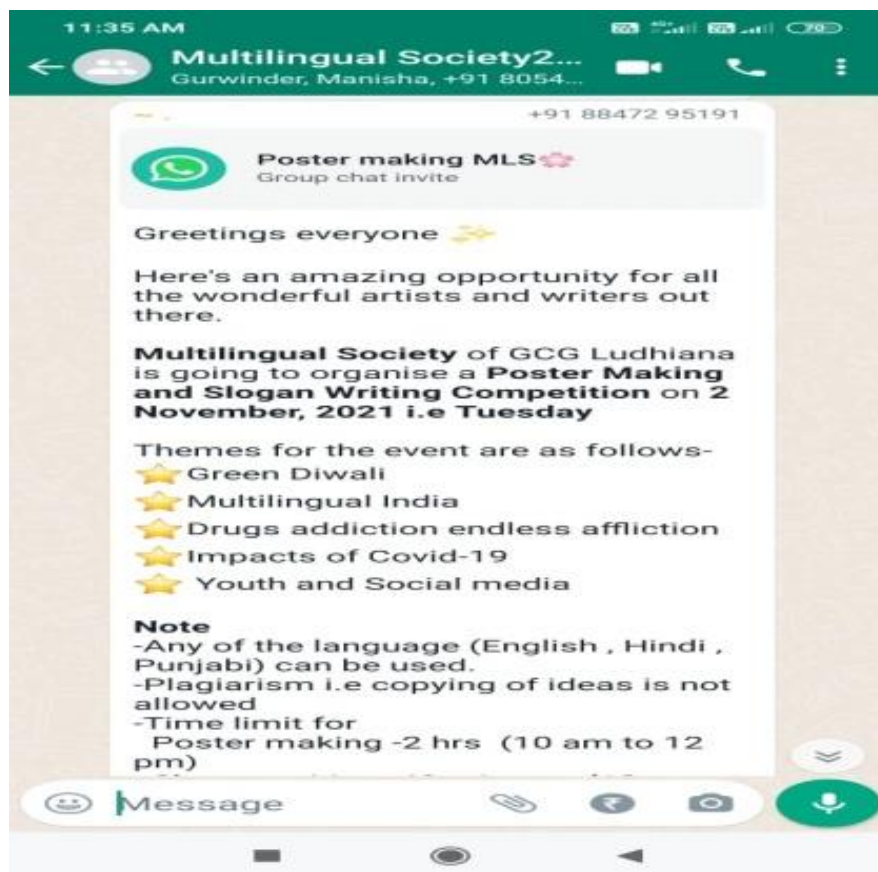 11:35 AM
70
Multilingual Society2...
Gurwinder, Manisha, +91 8054...
+91 88472 95191
Poster making MLS🌸
Group chat invite
Greetings everyone ✨
Here's an amazing opportunity for all
the wonderful artists and writers out
there.
Multilingual Society of GCG Ludhiana
is going to organise a Poster Making
and Slogan Writing Competition on 2
November, 2021 i.e Tuesday
Themes for the event are as follows-
⭐Green Diwali
⭐Multilingual India
⭐Drugs addiction endless affliction
⭐Impacts of Covid-19
⭐ Youth and Social media
Note
-Any of the language (English , Hindi ,
Punjabi) can be used.
-Plagiarism i.e copying of ideas is not
allowed
-Time limit for
Poster making -2 hrs (10 am to 12
pm)
Message